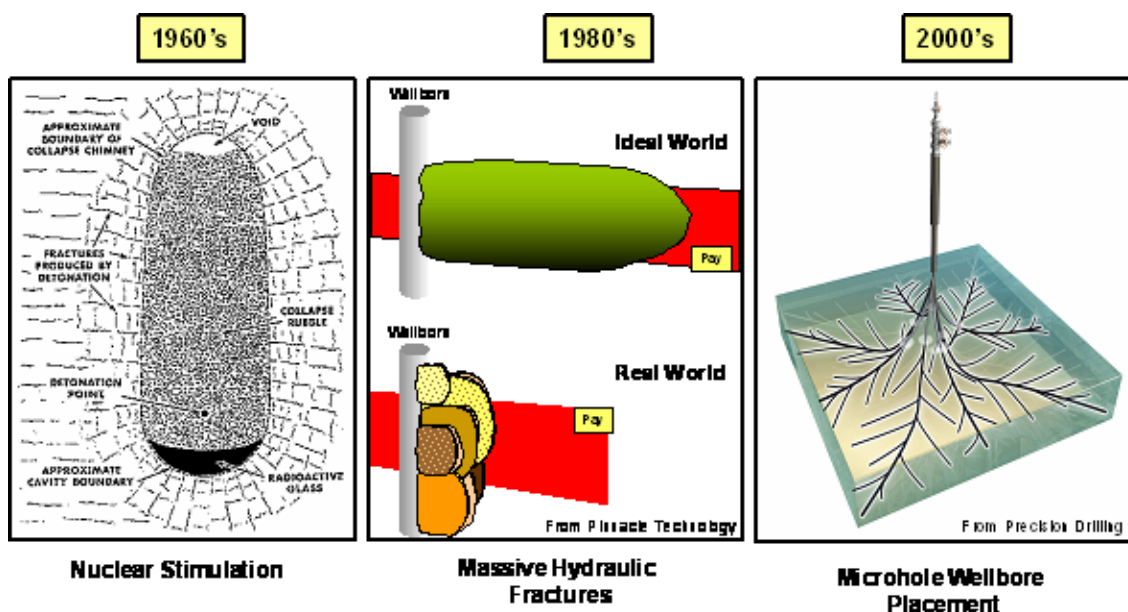 1960's
1980's
2000's
APPROXIMATE
BOUNDARY OF
COLLAPSE CHIMNEY
VOID
FRACTURES
PRODUCED BY
DETONATION
COLLAPSE
RUBBLE
DETONATION
POINT
APPROXIMATE
CAVITY BOUNDARY
RADIOACTIVE
GLASS
Nuclear Stimulation
Wellbore
Ideal World
Pay
Wellbore
Real World
Pay
From Pinnacle Technology
Massive Hydraulic
Fractures
From Precision Drilling
Microhole Wellbore
Placement